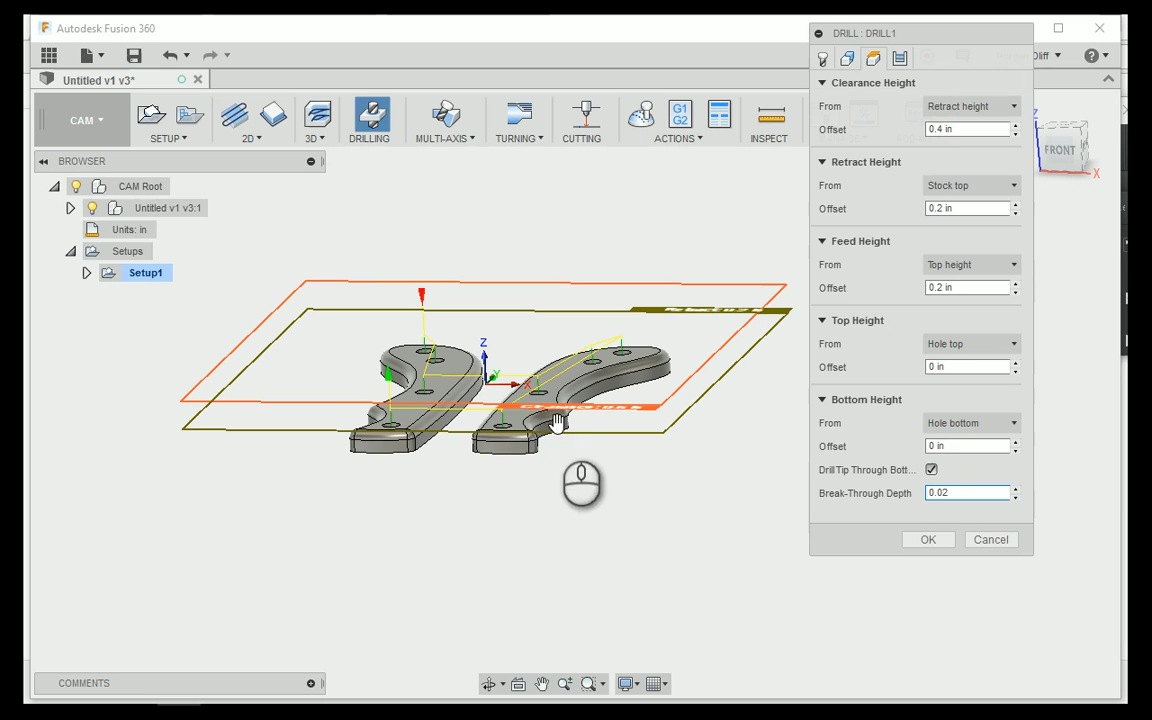 Autodesk Fusion 360
DRILL : DRILL1
Untitled v1 v3*
Oliff
Clearance Height
From Retract height
Offset 0.4 in
CAM
SETUP
2D
3D
DRILLING
MULTI-AXIS
TURNING
CUTTING
G1
G2
ACTIONS
INSPECT
Z
FRONT
X
BROWSER
Retract Height
From Stock top
Offset 0.2 in
CAM Root
Untitled v1 v3:1
Units: in
Setups
Setup1
Feed Height
From Top height
Offset 0.2 in
Top Height
From Hole top
Offset 0 in
Z
Y
X
Bottom Height
From Hole bottom
Offset 0 in
Drill Tip Through Bott...
Break-Through Depth 0.02
OK Cancel
COMMENTS